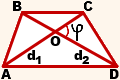 B C
O φ
d₁ d₂
A D